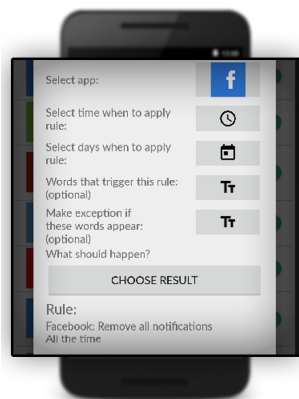 Select app:
Select time when to apply
rule:
Select days when to apply
rule:
Words that trigger this rule:
(optional)
Make exception if
these words appear:
(optional)
What should happen?
CHOOSE RESULT
Rule:
Facebook: Remove all notifications
All the time